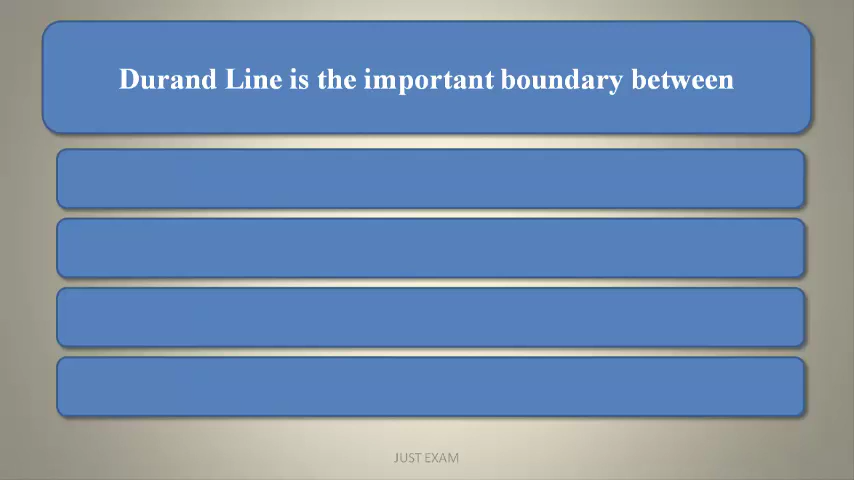 Durand Line is the important boundary between
JUST EXAM